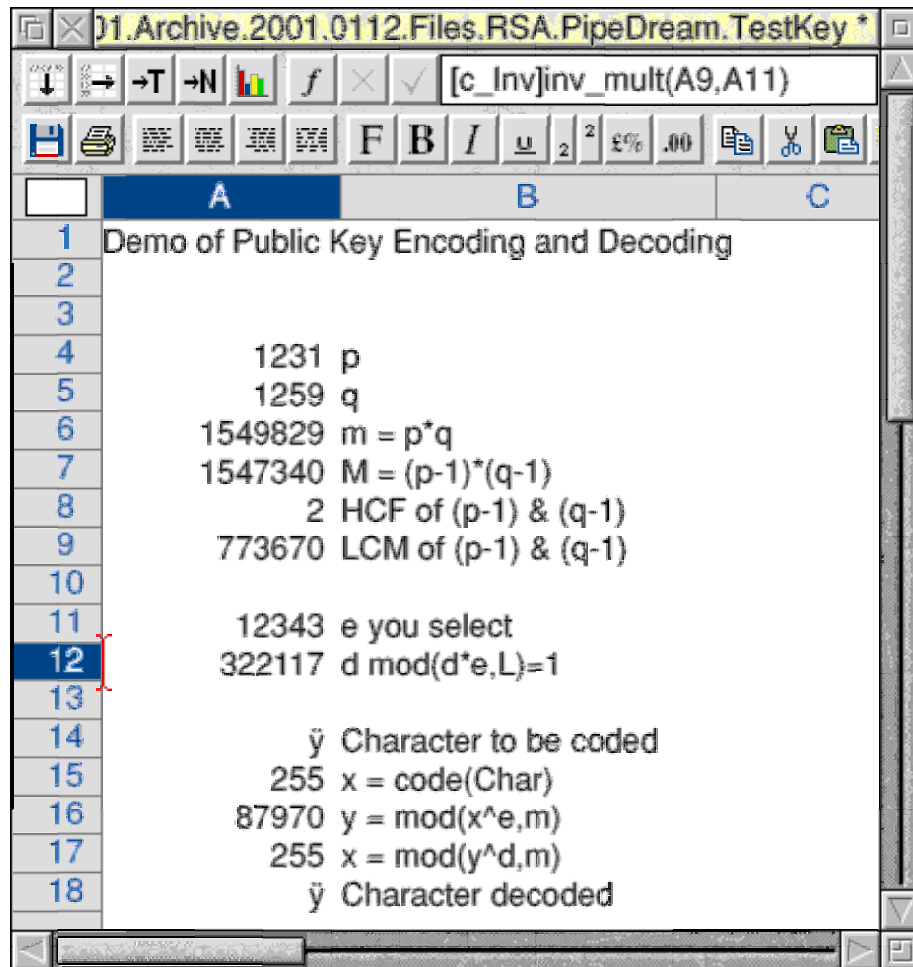 01.Archive.2001.0112.Files.RSA.PipeDream.TestKey *
→T →N f [c_Inv]inv_mult(A9,A11)
F B I u 2 2 £% .00
A B C
1 Demo of Public Key Encoding and Decoding
2
3
4 1231 p
5 1259 q
6 1549829 m = p*q
7 1547340 M = (p-1)*(q-1)
8 2 HCF of (p-1) & (q-1)
9 773670 LCM of (p-1) & (q-1)
10
11 12343 e you select
12 322117 d mod(d*e,L)=1
13
14 ÿ Character to be coded
15 255 x = code(Char)
16 87970 y = mod(x^e,m)
17 255 x = mod(y^d,m)
18 ÿ Character decoded